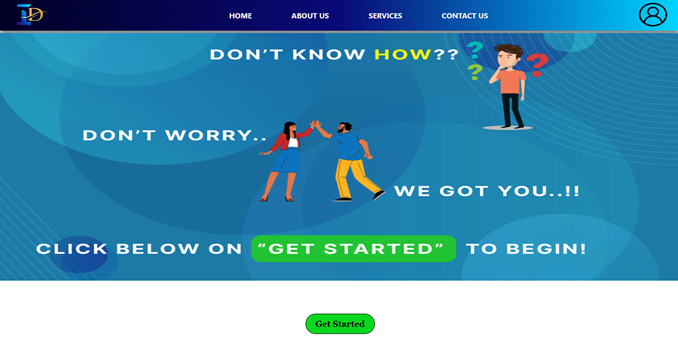 ID
HOME ABOUT US SERVICES CONTACT US
DON'T KNOW HOW??
? ? ?
DON'T WORRY..
WE GOT YOU..!!
CLICK BELOW ON "GET STARTED" TO BEGIN!
Get Started